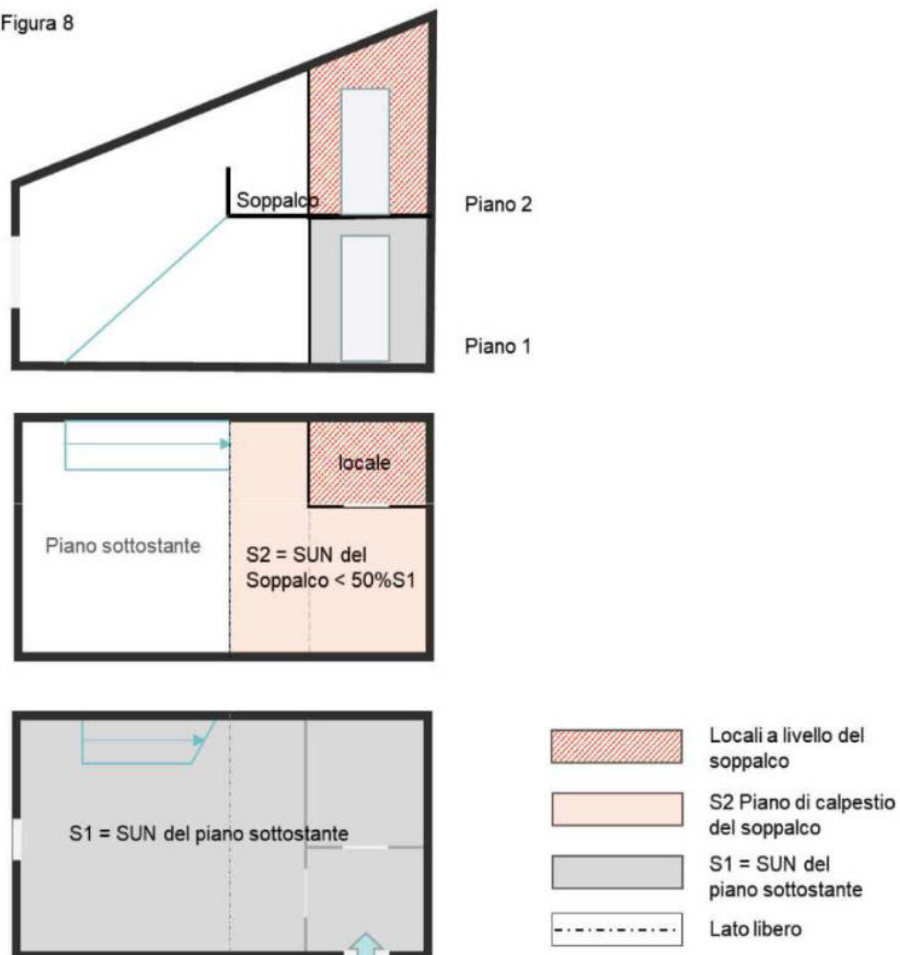 Figura 8
Soppalco
Piano 2
Piano 1
locale
Piano sottostante
S2 = SUN del
Soppalco < 50%S1
S1 = SUN del piano sottostante
Locali a livello del
soppalco
S2 Piano di calpestio
del soppalco
S1 = SUN del
piano sottostante
Lato libero